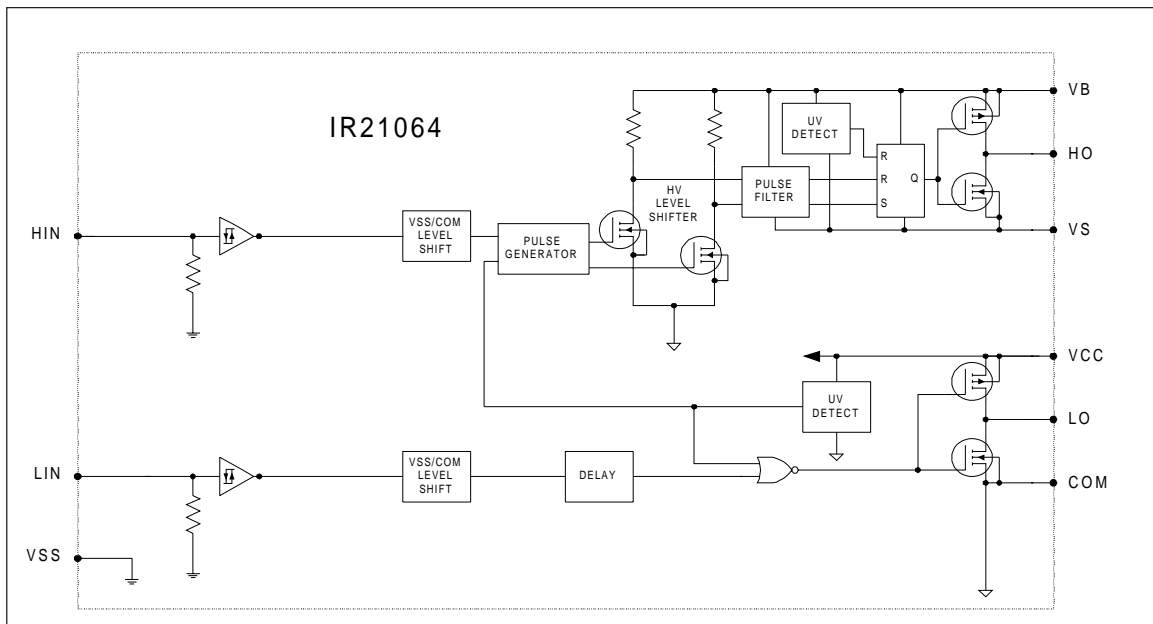 IR21064
VB
UV
DETECT
R
HO
R
Q
S
PULSE
FILTER
HV
LEVEL
SHIFTER
HIN
VSS/COM
LEVEL
SHIFT
PULSE
GENERATOR
VS
VCC
UV
DETECT
LO
LIN
VSS/COM
LEVEL
SHIFT
DELAY
COM
VSS